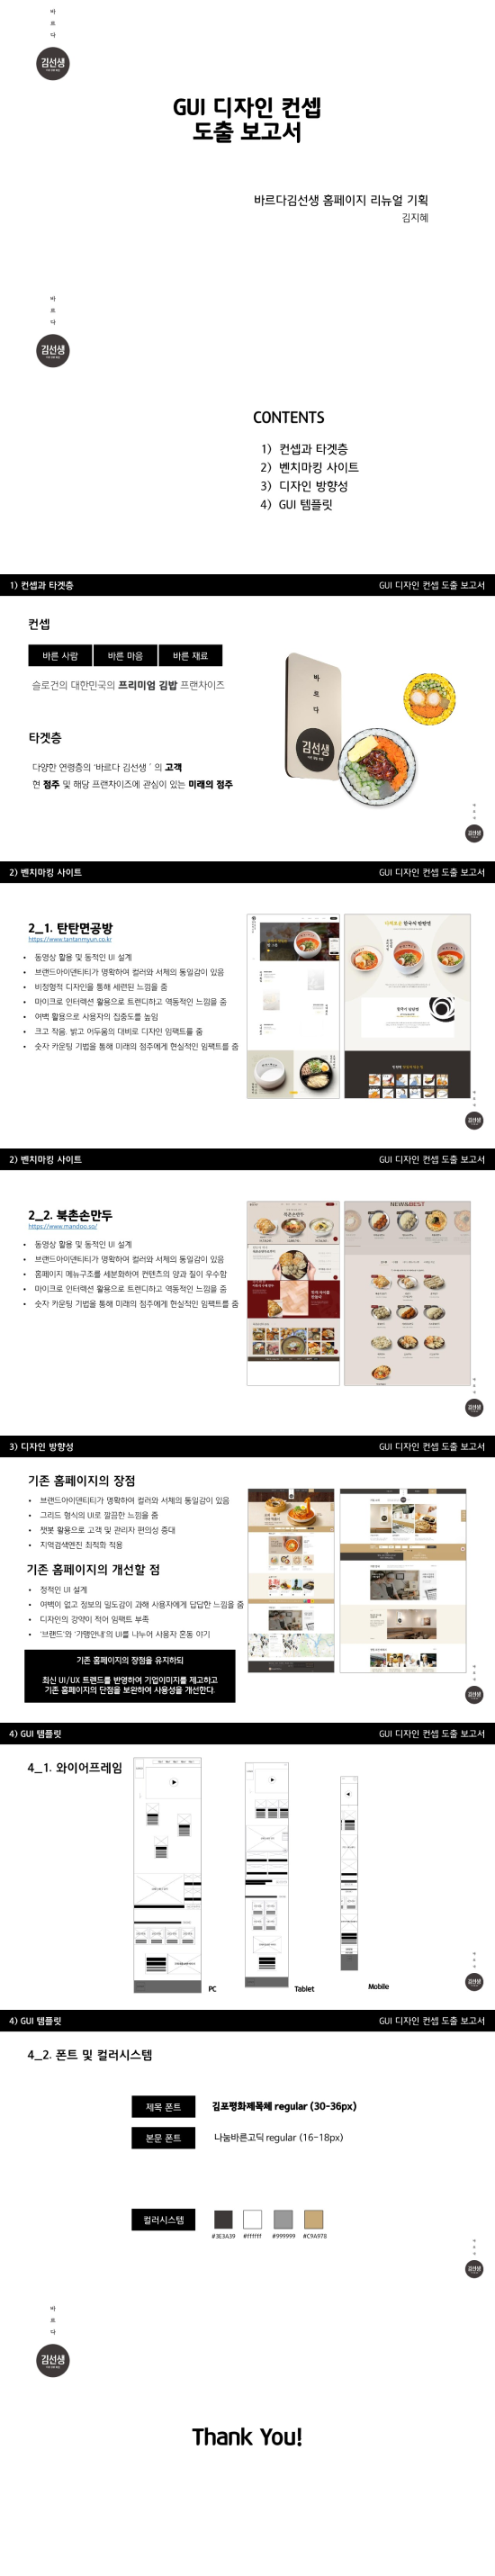 바
르
다
김선생
GUI 디자인 컨셉
도출 보고서
바르다김선생 홈페이지 리뉴얼 기획
김지혜
바
르
다
김선생
CONTENTS
1) 컨셉과 타겟층
2) 벤치마킹 사이트
3) 디자인 방향성
4) GUI 템플릿
1) 컨셉과 타겟층
GUI 디자인 컨셉 도출 보고서
컨셉
바른 사람
바른 마음
바른 재료
슬로건의 대한민국의 프리미엄 김밥 프랜차이즈
타겟층
다양한 연령층의 '바르다 김선생 ' 의 고객
현 점주 및 해당 프랜차이즈에 관심이 있는 미래의 점주
바
르
다
김선생
김선생
2) 벤치마킹 사이트
GUI 디자인 컨셉 도출 보고서
2_1. 탄탄면공방
https://www.tantanmyun.co.kr
• 동영상 활용 및 동적인 UI 설계
• 브랜드아이덴티티가 명확하여 컬러와 서체의 통일감이 있음
• 비정형적 디자인을 통해 세련된 느낌을 줌
• 마이크로 인터랙션 활용으로 트렌디하고 역동적인 느낌을 줌
• 여백 활용으로 사용자의 집중도를 높임
• 크고 작음, 밝고 어두움의 대비로 디자인 임팩트를 줌
• 숫자 카운팅 기법을 통해 미래의 점주에게 현실적인 임팩트를 줌
김선생
2) 벤치마킹 사이트
GUI 디자인 컨셉 도출 보고서
2_2. 북촌손만두
https://www.mandoo.so/
• 동영상 활용 및 동적인 UI 설계
• 브랜드아이덴티티가 명확하여 컬러와 서체의 통일감이 있음
• 홈페이지 메뉴구조를 세분화하여 컨텐츠의 양과 질이 우수함
• 마이크로 인터랙션 활용으로 트렌디하고 역동적인 느낌을 줌
• 숫자 카운팅 기법을 통해 미래의 점주에게 현실적인 임팩트를 줌
NEW&BEST
김선생
3) 디자인 방향성
GUI 디자인 컨셉 도출 보고서
기존 홈페이지의 장점
• 브랜드아이덴티티가 명확하여 컬러와 서체의 통일감이 있음
• 그리드 형식의 UI로 깔끔한 느낌을 줌
• 챗봇 활용으로 고객 및 관리자 편의성 증대
• 지역검색엔진 최적화 적용
기존 홈페이지의 개선할 점
• 정적인 UI 설계
• 여백이 없고 정보의 밀도감이 과해 사용자에게 답답한 느낌을 줌
• 디자인의 강약이 적어 임팩트 부족
• '브랜드'와 '가맹안내'의 UI를 나누어 사용자 혼동 야기
기존 홈페이지의 장점을 유지하되
최신 UI/UX 트렌드를 반영하여 기업이미지를 제고하고
기존 홈페이지의 단점을 보완하여 사용성을 개선한다.
김선생
4) GUI 템플릿
GUI 디자인 컨셉 도출 보고서
4_1. 와이어프레임
PC
Tablet
Mobile
김선생
4) GUI 템플릿
GUI 디자인 컨셉 도출 보고서
4_2. 폰트 및 컬러시스템
제목 폰트
김포평화제목체 regular (30-36px)
본문 폰트
나눔바른고딕 regular (16-18px)
컬러시스템
#3E3A39 #ffffff #999999 #C9A978
김선생
바
르
다
김선생
Thank You!